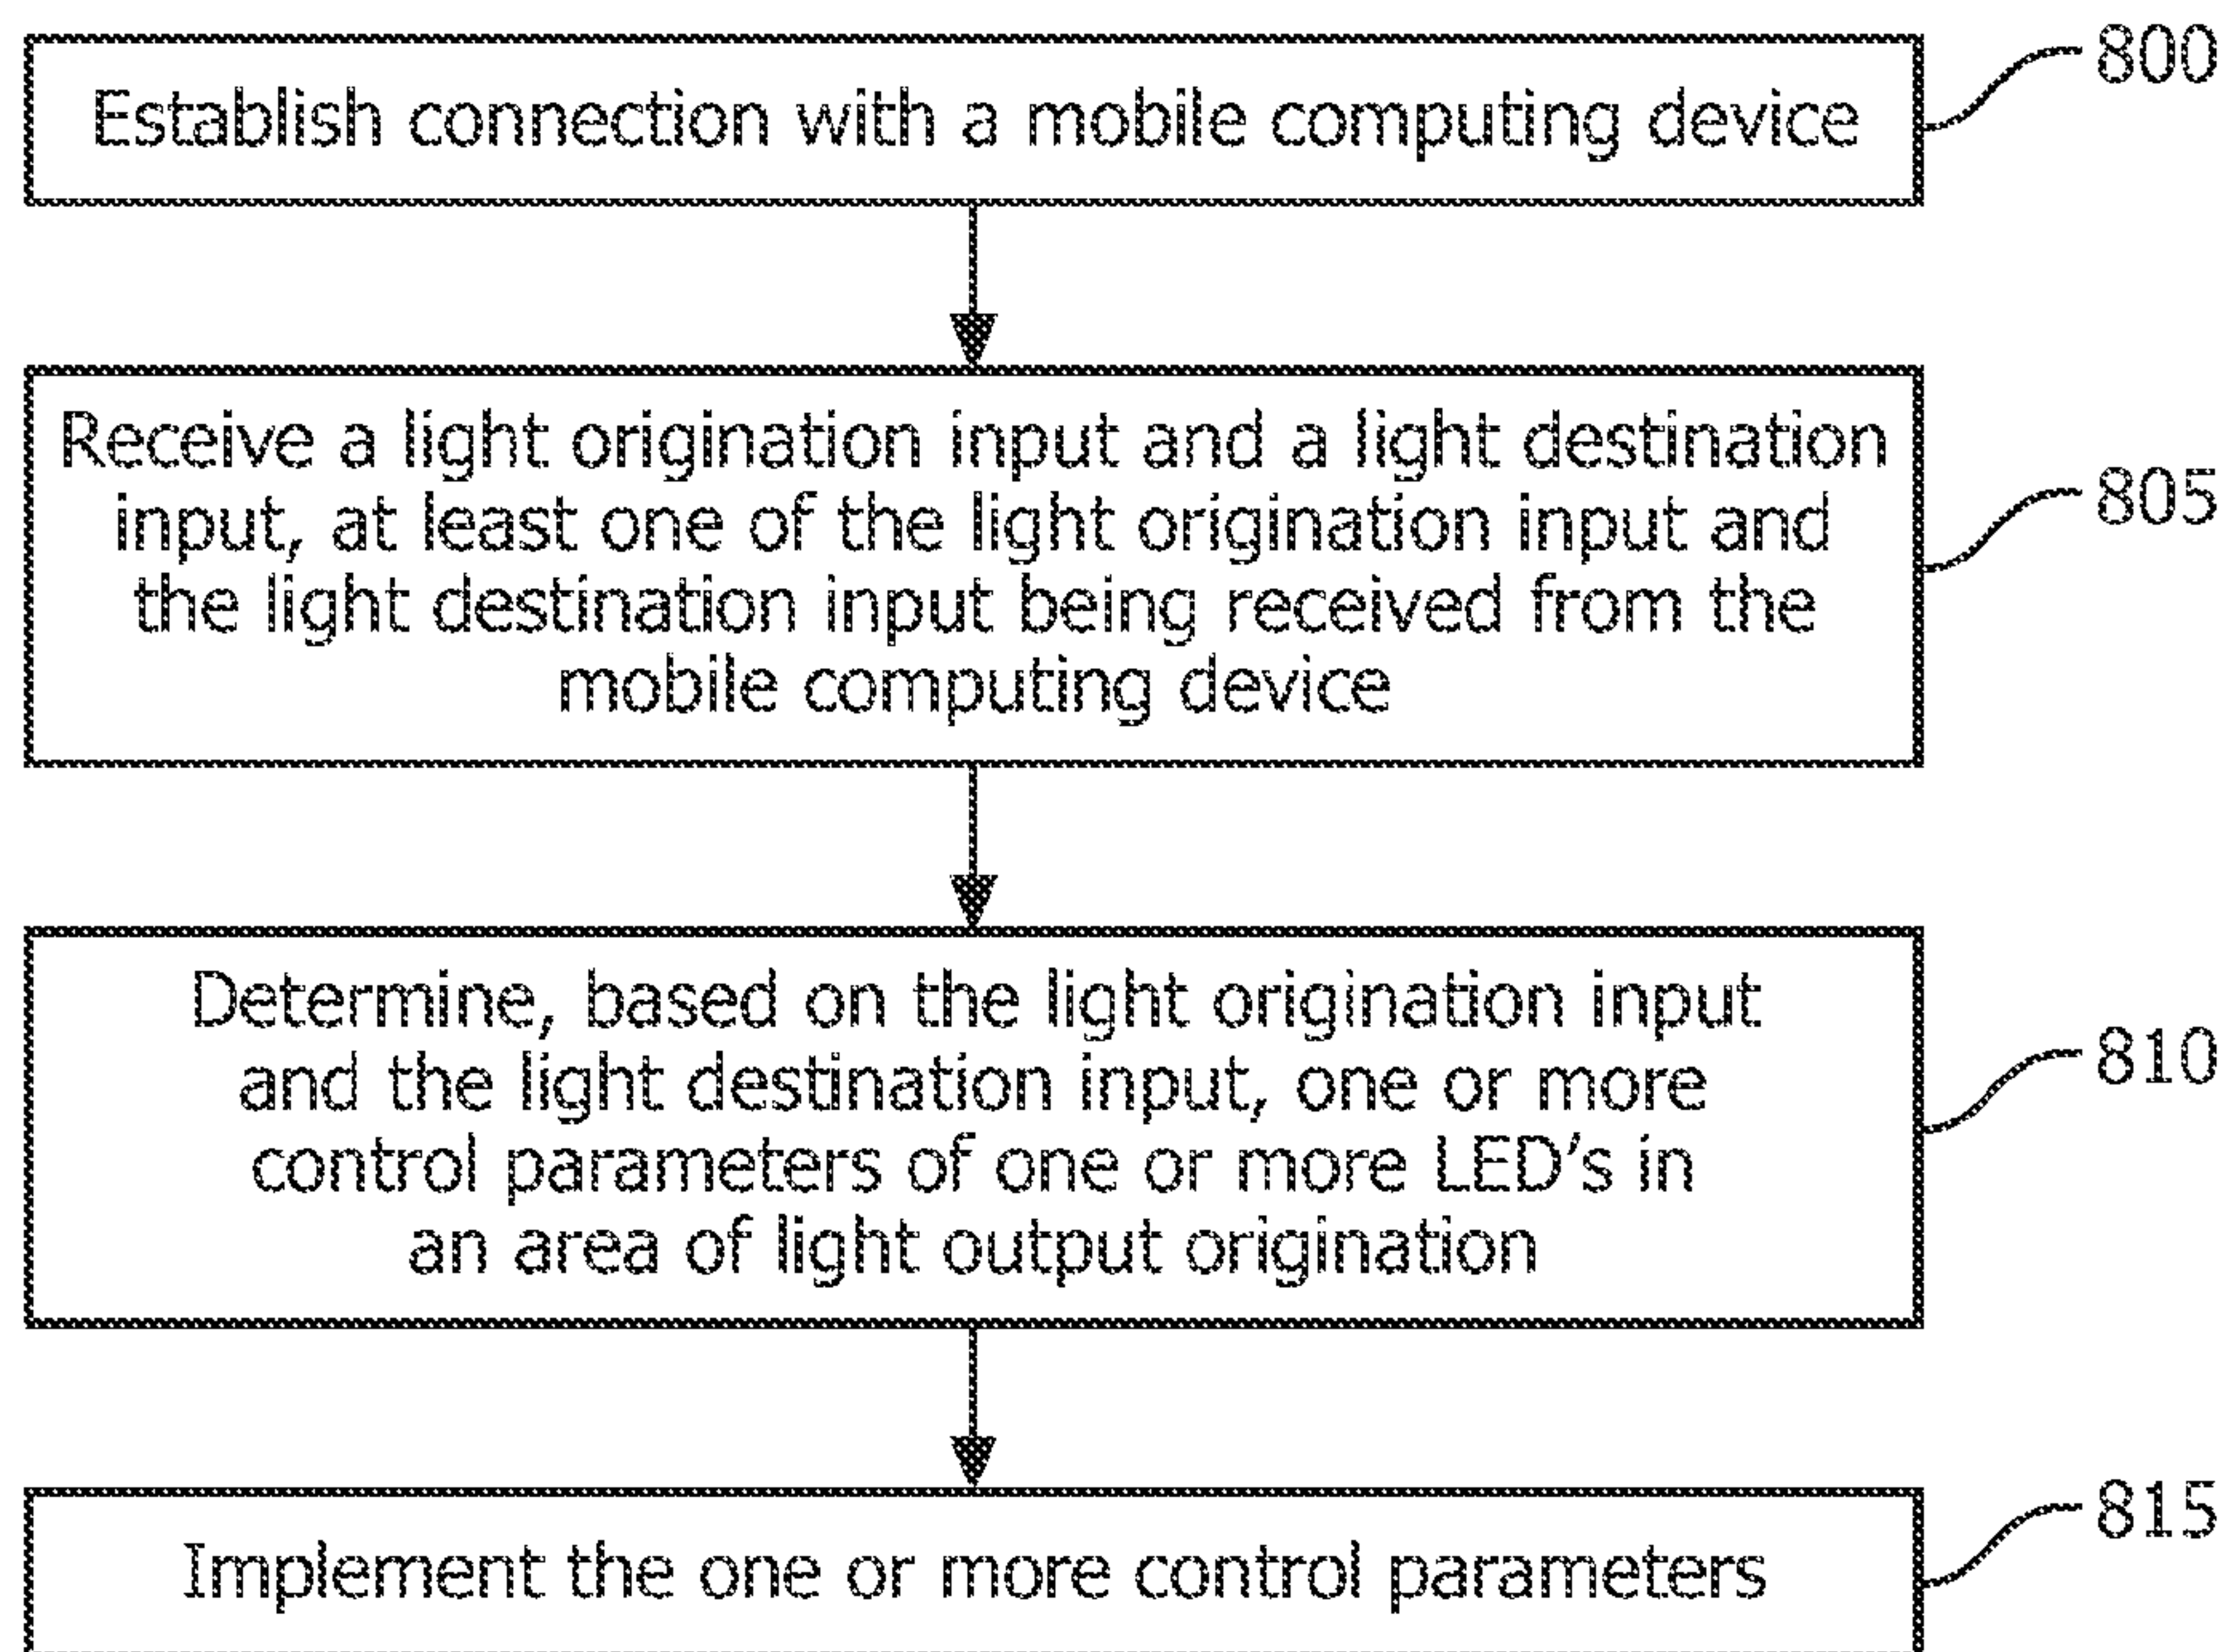 Establish connection with a mobile computing device
800
Receive a light origination input and a light destination
input, at least one of the light origination input and
the light destination input being received from the
mobile computing device
805
Determine, based on the light origination input
and the light destination input, one or more
control parameters of one or more LED's in
an area of light output origination
810
Implement the one or more control parameters
815